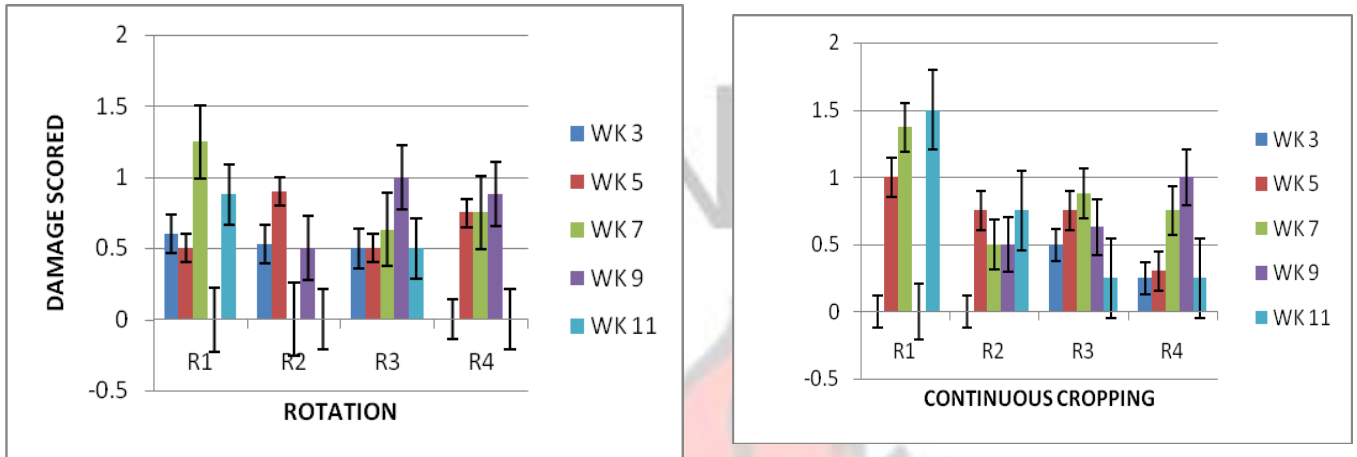 2
1.5
1
0.5
0
-0.5
DAMAGE SCORED
R1 R2 R3 R4
ROTATION
WK 3
WK 5
WK 7
WK 9
WK 11
2
1.5
1
0.5
0
-0.5
R1 R2 R3 R4
CONTINUOUS CROPPING
WK 3
WK 5
WK 7
WK 9
WK 11